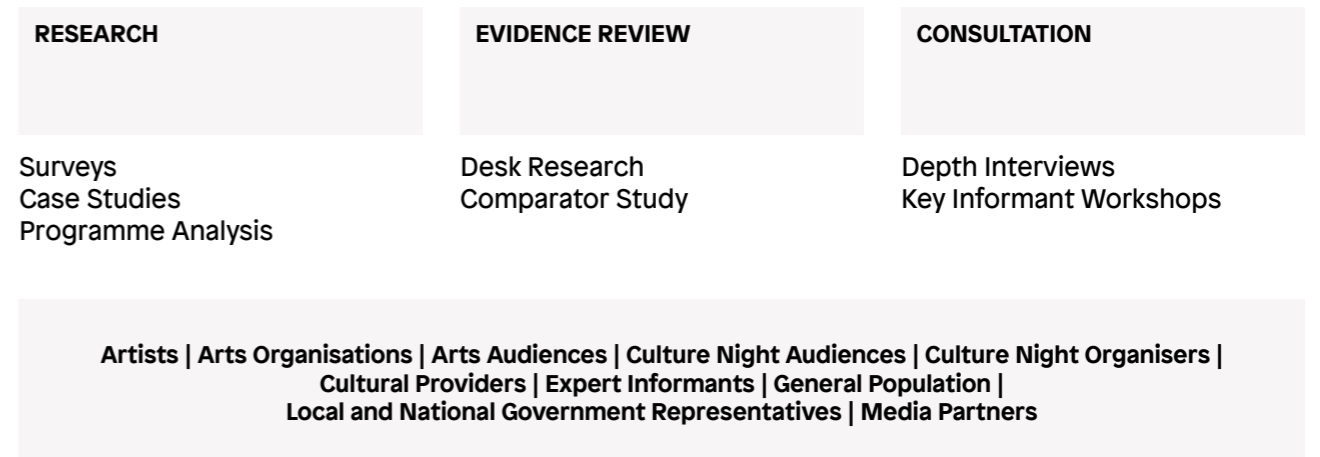 RESEARCH
Surveys
Case Studies
Programme Analysis
EVIDENCE REVIEW
Desk Research
Comparator Study
CONSULTATION
Depth Interviews
Key Informant Workshops
Artists | Arts Organisations | Arts Audiences | Culture Night Audiences | Culture Night Organisers |
Cultural Providers | Expert Informants | General Population |
Local and National Government Representatives | Media Partners